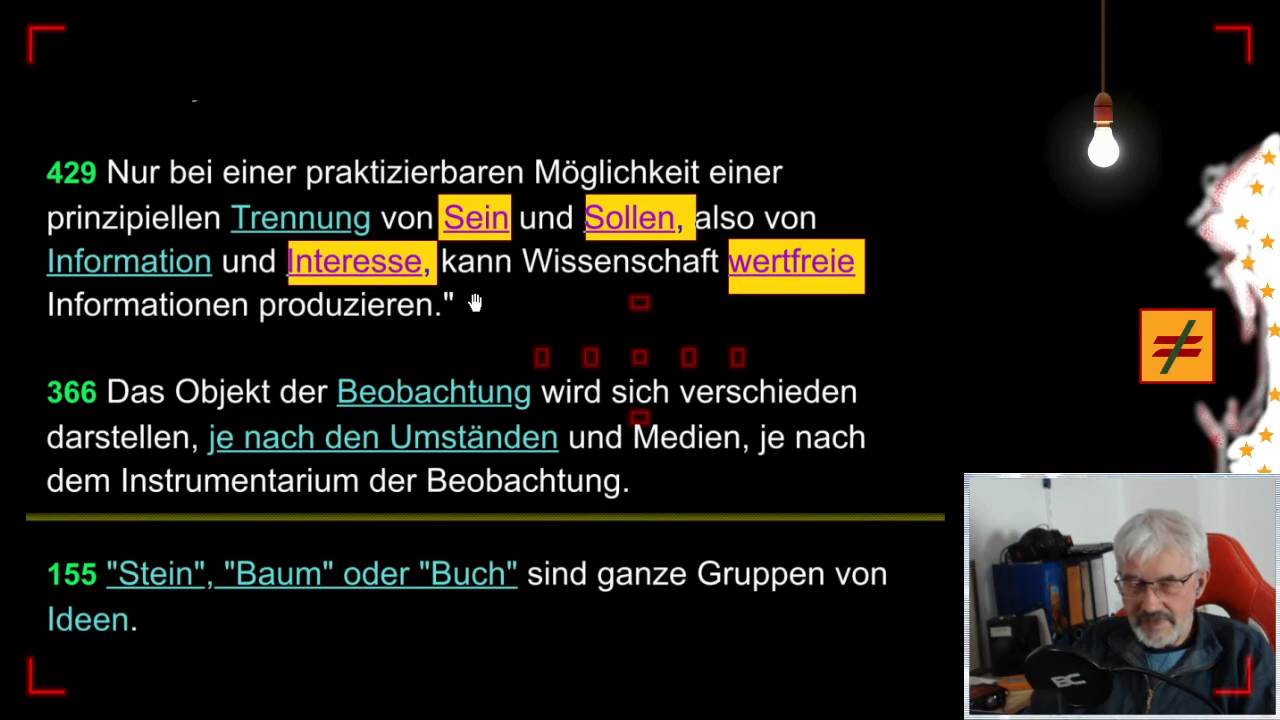 429 Nur bei einer praktizierbaren Möglichkeit einer
prinzipiellen Trennung von Sein und Sollen, also von
Information und Interesse, kann Wissenschaft wertfreie
Informationen produzieren."
≠
366 Das Objekt der Beobachtung wird sich verschieden
darstellen, je nach den Umständen und Medien, je nach
dem Instrumentarium der Beobachtung.
155 "Stein", "Baum" oder "Buch" sind ganze Gruppen von
Ideen.
BC